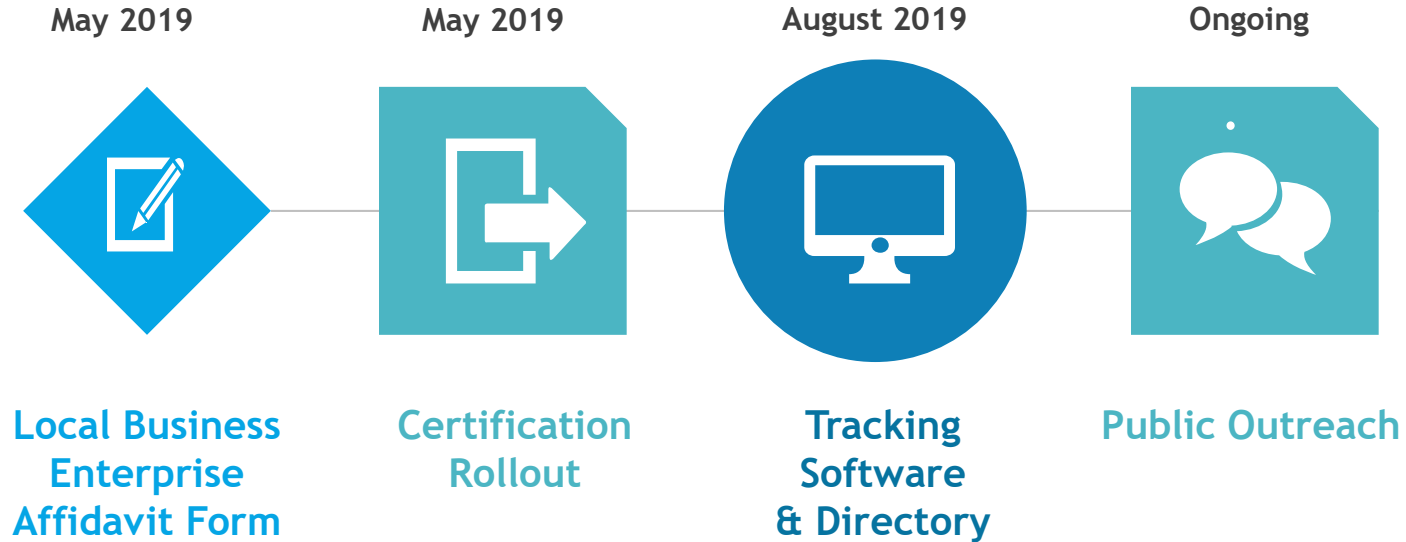 May 2019
May 2019
August 2019
Ongoing
Local Business
Enterprise
Affidavit Form
Certification
Rollout
Tracking
Software
& Directory
Public Outreach